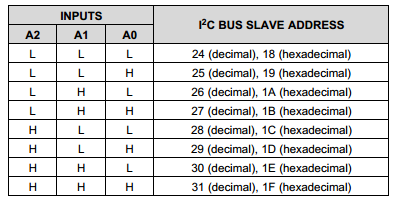 INPUTS I²C BUS SLAVE ADDRESS
A2 A1 A0
L L L 24 (decimal), 18 (hexadecimal)
L L H 25 (decimal), 19 (hexadecimal)
L H L 26 (decimal), 1A (hexadecimal)
L H H 27 (decimal), 1B (hexadecimal)
H L L 28 (decimal), 1C (hexadecimal)
H L H 29 (decimal), 1D (hexadecimal)
H H L 30 (decimal), 1E (hexadecimal)
H H H 31 (decimal), 1F (hexadecimal)